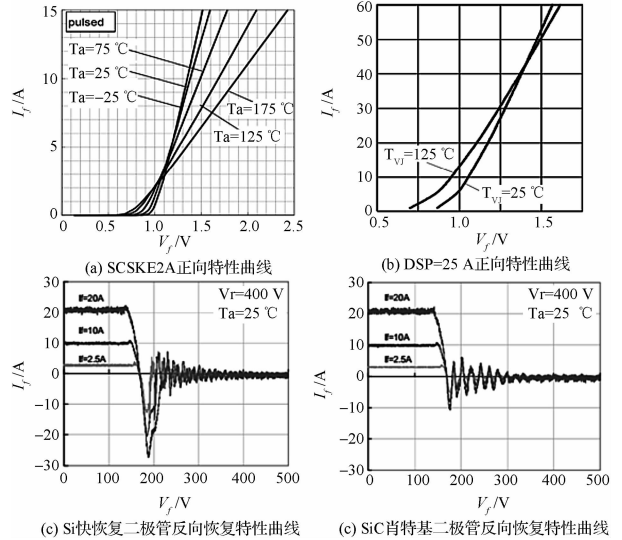 pulsed
Ta=75 ℃
Ta=25 ℃
Ta=−25 ℃
Ta=175 ℃
Ta=125 ℃
15
10
5
0
I_f /A
0.0 0.5 1.0 1.5 2.0 2.5
V_f /V
(a) SCSKE2A正向特性曲线
60
50
40
30
20
10
0
I_f /A
T_VJ=125 ℃
T_VJ=25 ℃
0.5 1.0 1.5
V_f /V
(b) DSP=25 A正向特性曲线
30
20
10
0
−10
−20
−30
I_f /A
If=20A
If=10A
If=2.5A
Vr=400 V
Ta=25 ℃
0 100 200 300 400 500
V_f /V
(c) Si快恢复二极管反向恢复特性曲线
30
20
10
0
−10
−20
−30
I_f /A
If=20A
If=10A
If=2.5A
Vr=400 V
Ta=25 ℃
0 100 200 300 400 500
V_f /V
(c) SiC肖特基二极管反向恢复特性曲线